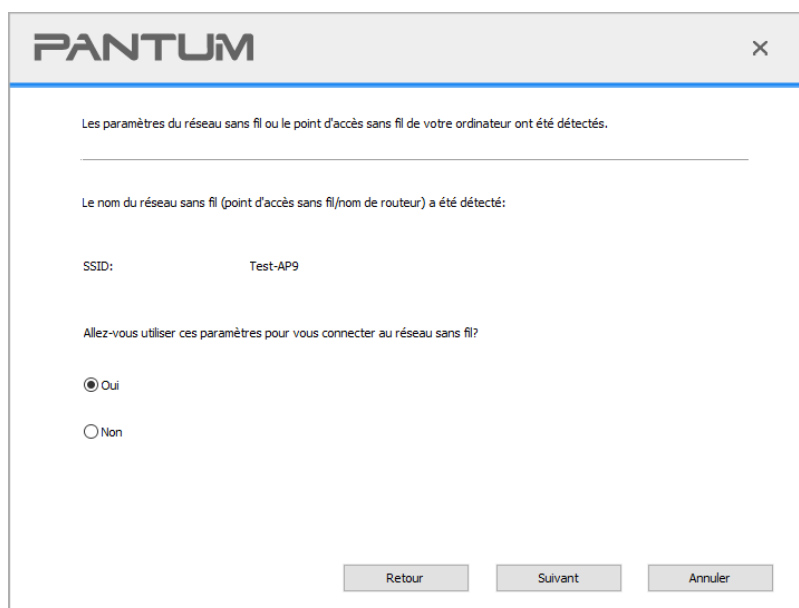 PANTUM
Les paramètres du réseau sans fil ou le point d'accès sans fil de votre ordinateur ont été détectés.
Le nom du réseau sans fil (point d'accès sans fil/nom de routeur) a été détecté:
SSID: Test-AP9
Allez-vous utiliser ces paramètres pour vous connecter au réseau sans fil?
Oui
Non
Retour Suivant Annuler